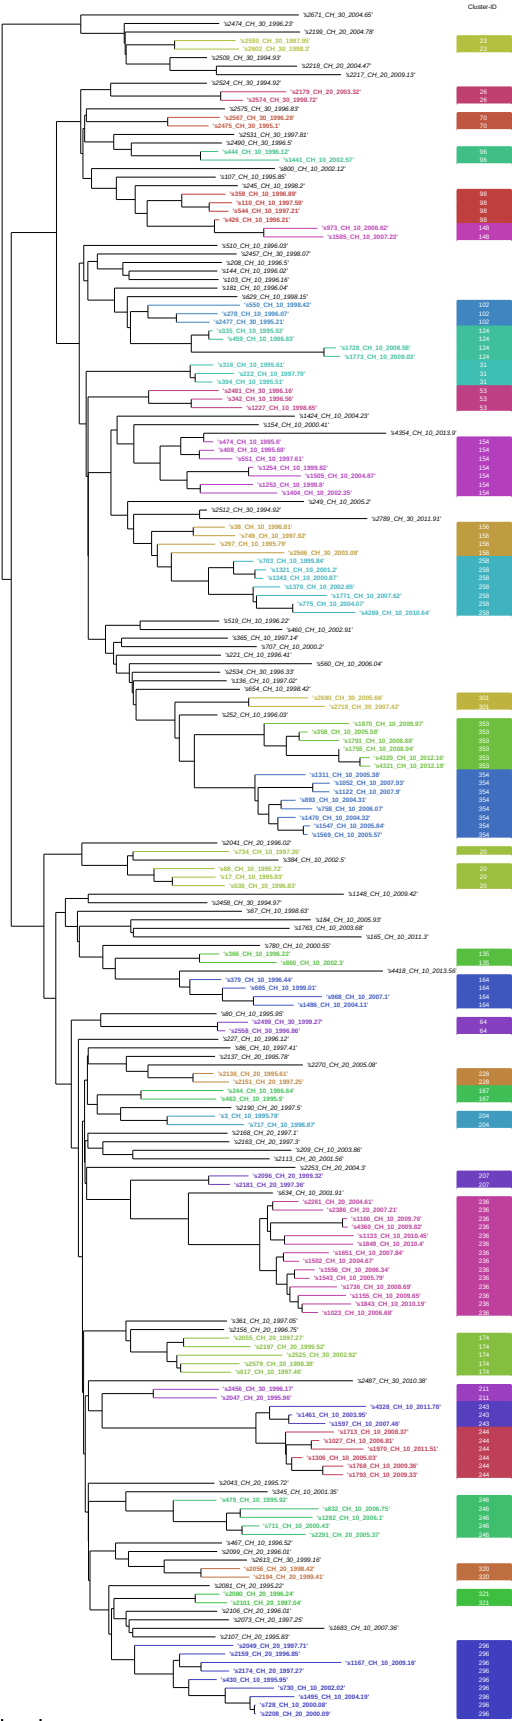 Cluster-ID
's2671_CH_30_2004.65'
's2474_CH_30_1996.23'
's2199_CH_20_2004.78'
's2580_CH_30_1997.95' 23
's2602_CH_30_1998.3' 23
's2509_CH_30_1994.93'
's2218_CH_20_2004.47'
's2217_CH_20_2009.13'
's2524_CH_30_1994.92'
's2179_CH_20_2003.32' 26
's2574_CH_30_1998.72' 26
's2575_CH_30_1996.83'
's2567_CH_30_1996.28' 70
's2475_CH_30_1995.1' 70
's2531_CH_30_1997.81'
's2490_CH_30_1996.5'
's444_CH_10_1996.12' 96
's1441_CH_10_2002.57' 96
's800_CH_10_2002.12'
's107_CH_10_1995.85'
's245_CH_10_1998.2'
's359_CH_10_1996.89' 98
's110_CH_10_1997.59' 98
's544_CH_10_1997.21' 98
's426_CH_10_1996.21' 98
's973_CH_10_2006.62' 148
's1585_CH_10_2007.23' 148
's510_CH_10_1996.03'
's2457_CH_30_1998.07'
's208_CH_10_1996.5'
's144_CH_10_1996.02'
's103_CH_10_1996.16'
's181_CH_10_1996.04'
's629_CH_10_1998.15'
's550_CH_10_1998.42' 102
's278_CH_10_1996.07' 102
's2477_CH_30_1995.21' 102
's335_CH_10_1995.53' 124
's459_CH_10_1996.63' 124
's1728_CH_10_2008.58' 124
's1773_CH_10_2009.03' 124
's316_CH_10_1995.81' 31
's222_CH_10_1997.79' 31
's394_CH_10_1995.51' 31
's2481_CH_30_1996.16' 53
's342_CH_10_1996.56' 53
's1227_CH_10_1998.65' 53
's1424_CH_10_2004.23'
's154_CH_10_2000.41'
's4354_CH_10_2013.9'
's474_CH_10_1995.6' 154
's408_CH_10_1995.68' 154
's551_CH_10_1997.61' 154
's1254_CH_10_1999.82' 154
's1505_CH_10_2004.87' 154
's1253_CH_10_1999.8' 154
's1404_CH_10_2002.35' 154
's249_CH_10_2005.2'
's2512_CH_30_1994.92'
's2789_CH_30_2011.91'
's38_CH_10_1996.81' 156
's749_CH_10_1997.92' 156
's297_CH_10_1995.79' 156
's2566_CH_30_2003.09' 156
's703_CH_10_1999.84' 258
's1321_CH_10_2001.2' 258
's1343_CH_10_2000.87' 258
's1379_CH_10_2002.65' 258
's1771_CH_10_2007.62' 258
's775_CH_10_2004.07' 258
's4269_CH_10_2010.64' 258
's519_CH_10_1996.22'
's460_CH_10_2002.91'
's365_CH_10_1997.14'
's707_CH_10_2000.2'
's221_CH_10_1996.41'
's560_CH_10_2006.04'
's2534_CH_30_1996.33'
's136_CH_10_1997.02'
's654_CH_10_1998.42'
's2690_CH_30_2005.66' 301
's2718_CH_30_2007.42' 301
's252_CH_10_1996.03'
's1870_CH_10_2009.97' 353
's358_CH_10_2005.58' 353
's1791_CH_10_2008.88' 353
's1755_CH_10_2008.94' 353
's4320_CH_10_2012.16' 353
's4321_CH_10_2012.19' 353
's1311_CH_10_2005.38' 354
's1052_CH_10_2007.93' 354
's1122_CH_10_2007.9' 354
's893_CH_10_2004.31' 354
's758_CH_10_2006.07' 354
's1470_CH_10_2004.32' 354
's1547_CH_10_2005.84' 354
's1569_CH_10_2005.57' 354
's2041_CH_20_1996.02'
's734_CH_10_1997.26' 20
's384_CH_10_2002.5'
's68_CH_10_1995.72' 20
's17_CH_10_1995.83' 20
's538_CH_10_1996.83' 20
's1148_CH_10_2009.42'
's2458_CH_30_1994.97'
's67_CH_10_1998.63'
's184_CH_10_2005.93'
's1763_CH_10_2003.68'
's165_CH_10_2011.3'
's780_CH_10_2000.55'
's366_CH_10_1996.22' 135
's860_CH_10_2002.3' 135
's4418_CH_10_2013.56'
's379_CH_10_1996.44' 164
's665_CH_10_1999.01' 164
's968_CH_10_2007.1' 164
's1486_CH_10_2004.11' 164
's80_CH_10_1995.95'
's2499_CH_30_1999.27' 64
's2558_CH_30_1996.86' 64
's227_CH_10_1996.12'
's86_CH_10_1997.41'
's2137_CH_20_1995.78'
's2270_CH_20_2005.08'
's2136_CH_20_1995.61' 228
's2151_CH_20_1997.25' 228
's244_CH_10_1996.64' 167
's463_CH_10_1995.9' 167
's2190_CH_20_1997.5'
's3_CH_10_1995.78' 204
's717_CH_10_1998.87' 204
's2168_CH_20_1997.1'
's2163_CH_20_1997.3'
's209_CH_10_2003.86'
's2113_CH_20_2001.56'
's2253_CH_20_2004.3'
's2096_CH_20_1999.32' 207
's2181_CH_20_1997.36' 207
's634_CH_10_2001.91'
's2261_CH_20_2004.61' 236
's2386_CH_20_2007.21' 236
's1160_CH_10_2009.76' 236
's4360_CH_10_2009.82' 236
's1133_CH_10_2010.45' 236
's1849_CH_10_2010.4' 236
's1651_CH_10_2007.84' 236
's1502_CH_10_2004.67' 236
's1556_CH_10_2006.34' 236
's1543_CH_10_2005.79' 236
's1736_CH_10_2008.69' 236
's1155_CH_10_2009.65' 236
's1843_CH_10_2010.19' 236
's1023_CH_10_2006.68' 236
's361_CH_10_1997.05'
's2156_CH_20_1996.75'
's2055_CH_20_1997.27' 174
's2197_CH_20_1999.52' 174
's2525_CH_30_2002.92' 174
's2579_CH_30_1998.38' 174
's617_CH_10_1997.46' 174
's2487_CH_30_2010.38'
's2456_CH_30_1996.17' 211
's2047_CH_20_1995.96' 211
's4328_CH_10_2011.78' 243
's1461_CH_10_2003.95' 243
's1597_CH_10_2007.46' 243
's1713_CH_10_2008.37' 244
's1027_CH_10_2006.81' 244
's1970_CH_10_2011.51' 244
's1306_CH_10_2005.03' 244
's1768_CH_10_2009.36' 244
's1793_CH_10_2009.33' 244
's2043_CH_20_1995.72'
's345_CH_10_2001.35'
's479_CH_10_1995.92' 246
's832_CH_10_2006.75' 246
's1292_CH_10_2006.1' 246
's711_CH_10_2000.43' 246
's2291_CH_20_2005.37' 246
's467_CH_10_1996.52'
's2099_CH_20_1996.01'
's2613_CH_30_1999.16'
's2056_CH_20_1998.42' 320
's2194_CH_20_1999.41' 320
's2081_CH_20_1995.22'
's2080_CH_20_1996.24' 321
's2101_CH_20_1997.04' 321
's2106_CH_20_1996.01'
's2073_CH_20_1997.25'
's1683_CH_10_2007.36'
's2107_CH_20_1995.83'
's2049_CH_20_1997.71' 296
's2159_CH_20_1996.85' 296
's1167_CH_10_2009.16' 296
's2174_CH_20_1997.27' 296
's430_CH_10_1995.95' 296
's730_CH_10_2002.02' 296
's1495_CH_10_2004.19' 296
's728_CH_10_2000.08' 296
's2208_CH_20_2000.09' 296